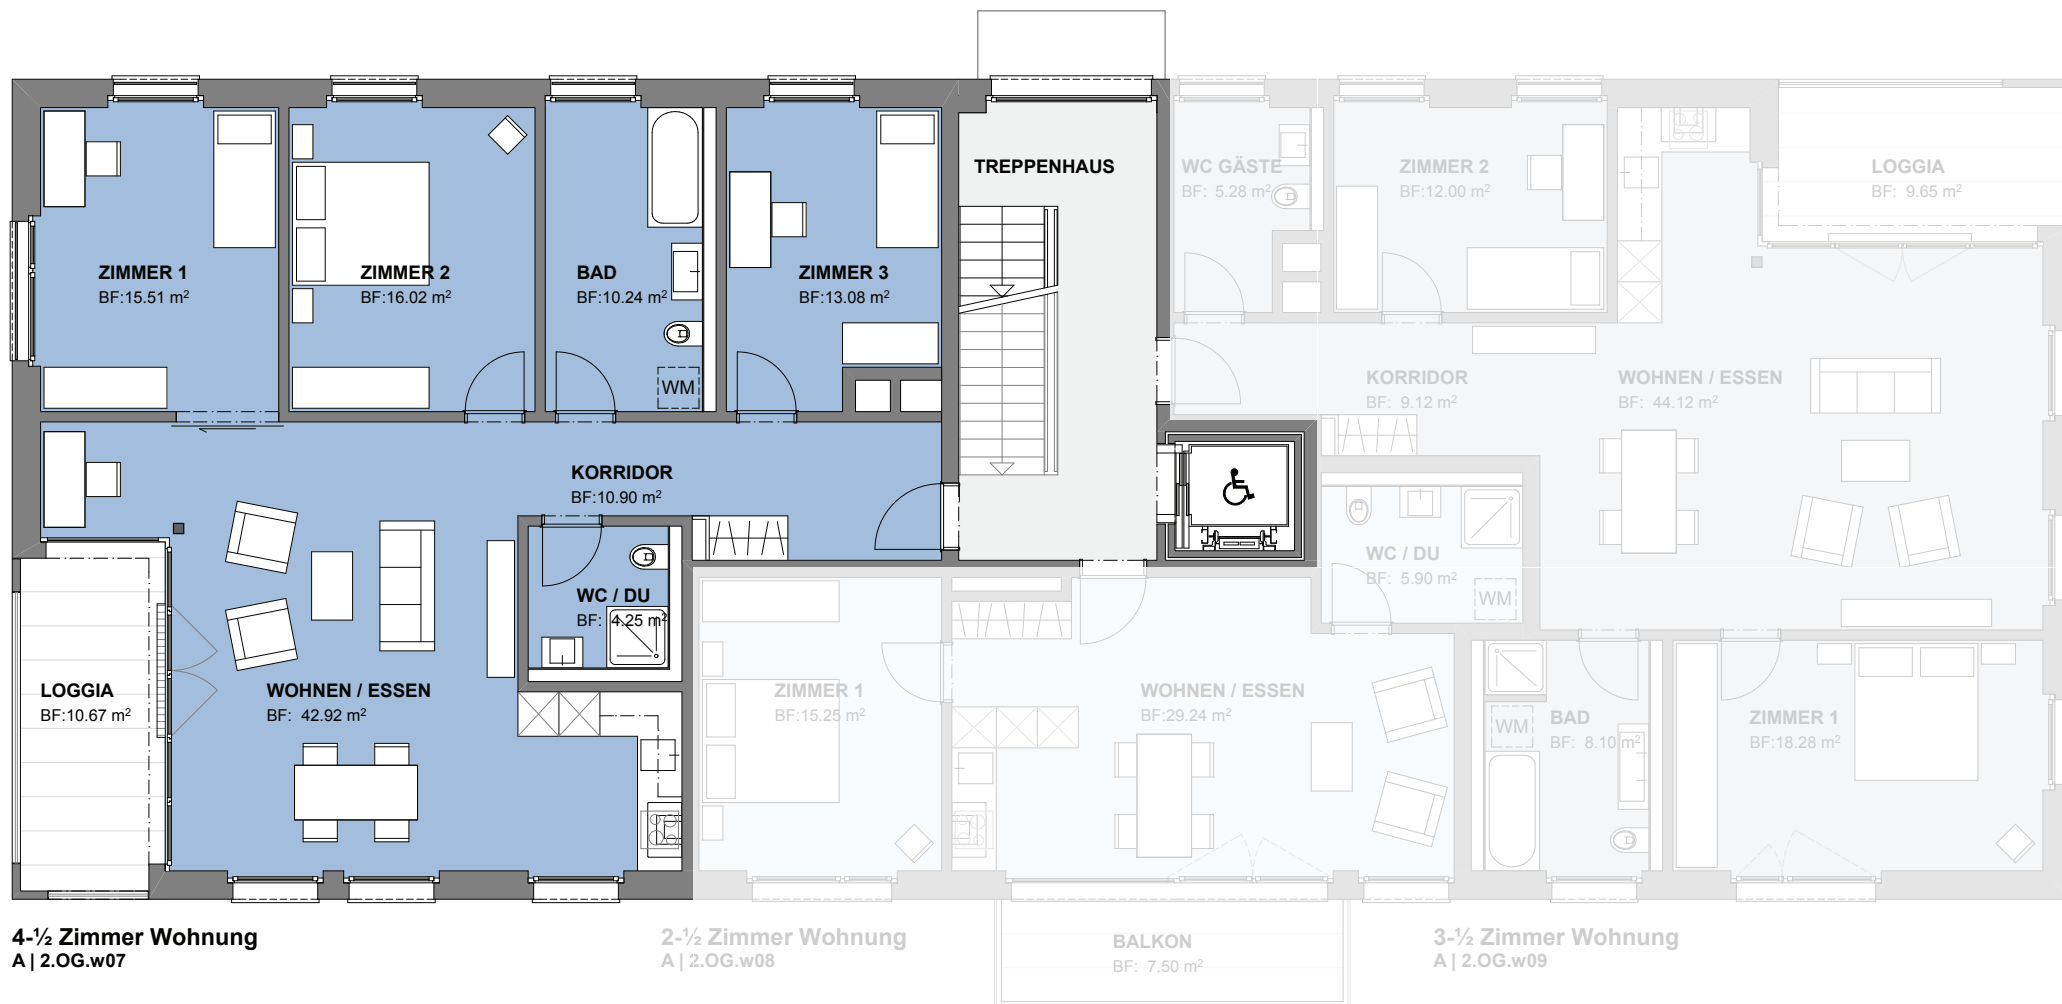 TREPPENHAUS
WC GÄSTE
BF: 5.28 m²
ZIMMER 2
BF:12.00 m²
LOGGIA
BF: 9.65 m²
ZIMMER 1
BF:15.51 m²
ZIMMER 2
BF:16.02 m²
BAD
BF:10.24 m²
ZIMMER 3
BF:13.08 m²
WM
KORRIDOR
BF: 9.12 m²
WOHNEN / ESSEN
BF: 44.12 m²
KORRIDOR
BF:10.90 m²
WC / DU
BF: 5.90 m²
WM
WC / DU
BF: 4.25 m²
LOGGIA
BF:10.67 m²
WOHNEN / ESSEN
BF: 42.92 m²
ZIMMER 1
BF:15.25 m²
WOHNEN / ESSEN
BF:29.24 m²
WM
BAD
BF: 8.10 m²
ZIMMER 1
BF:18.28 m²
4-½ Zimmer Wohnung
A | 2.OG.w07
2-½ Zimmer Wohnung
A | 2.OG.w08
BALKON
BF: 7.50 m²
3-½ Zimmer Wohnung
A | 2.OG.w09